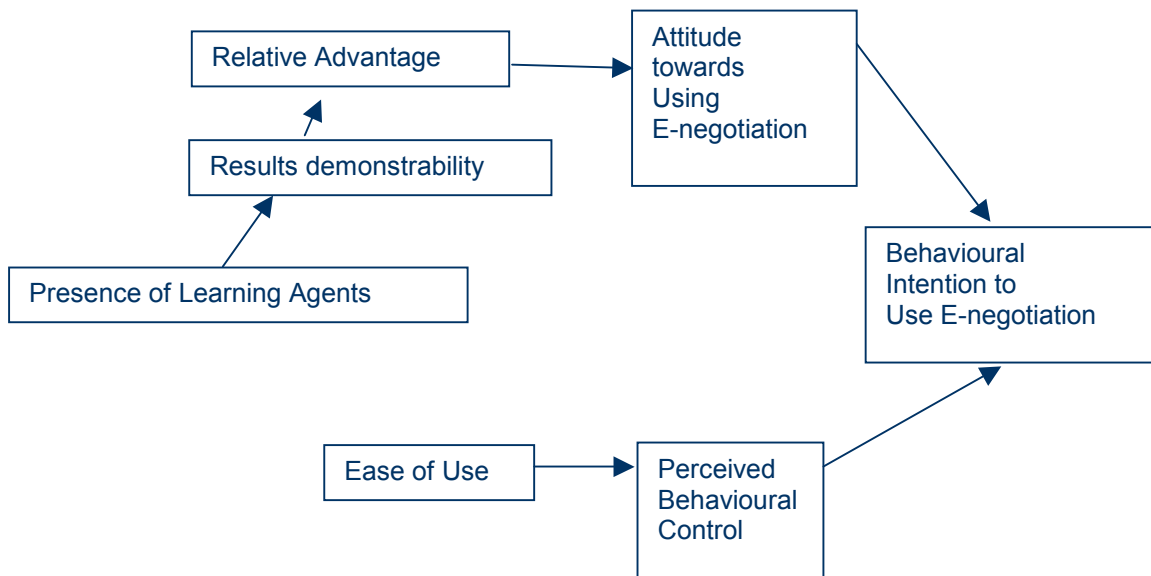 Relative Advantage
Attitude
towards
Using
E-negotiation
Results demonstrability
Presence of Learning Agents
Behavioural
Intention to
Use E-negotiation
Ease of Use
Perceived
Behavioural
Control